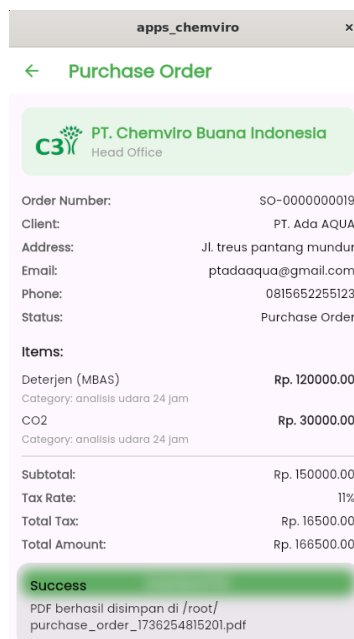 apps_chemviro ×
← Purchase Order
C3 PT. Chemviro Buana Indonesia
Head Office
Order Number: SO-0000000019
Client: PT. Ada AQUA
Address: Jl. treus pantang mundur
Email: ptadaaqua@gmail.com
Phone: 0815652255123
Status: Purchase Order
Items:
Deterjen (MBAS) Rp. 120000.00
Category: analisis udara 24 jam
CO2 Rp. 30000.00
Category: analisis udara 24 jam
Subtotal: Rp. 150000.00
Tax Rate: 11%
Total Tax: Rp. 16500.00
Total Amount: Rp. 166500.00
Success
PDF berhasil disimpan di /root/
purchase_order_1736254815201.pdf